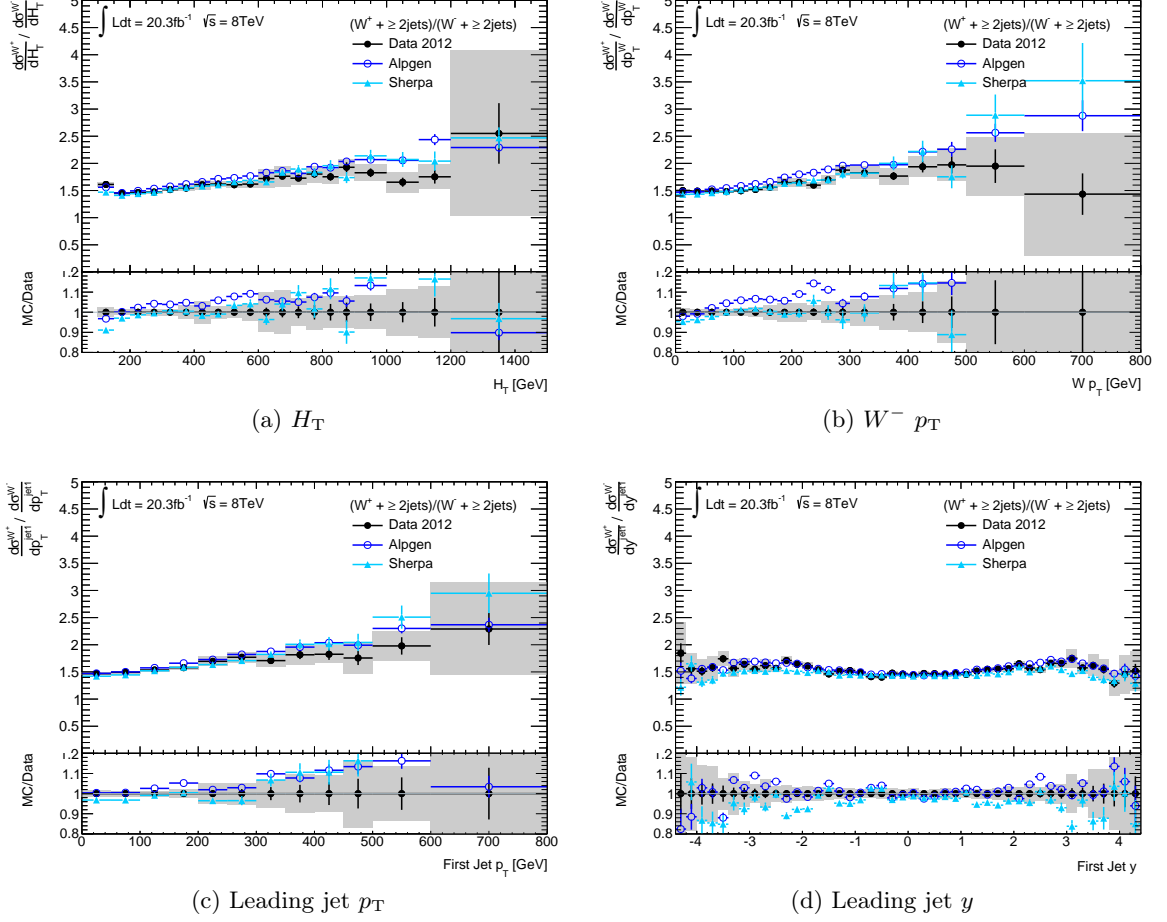 dσ^W+/dH_T / dσ^W-/dH_T
∫ Ldt = 20.3fb⁻¹ √s = 8TeV
(W⁺ + ≥ 2jets)/(W⁻ + ≥ 2jets)
Data 2012
Alpgen
Sherpa
5
4.5
4
3.5
3
2.5
2
1.5
1
0.5
MC/Data
1.2
1.1
1
0.9
0.8
200 400 600 800 1000 1200 1400
H_T [GeV]
(a) H_T
dσ^W+/dp_T^W / dσ^W-/dp_T^W
∫ Ldt = 20.3fb⁻¹ √s = 8TeV
(W⁺ + ≥ 2jets)/(W⁻ + ≥ 2jets)
Data 2012
Alpgen
Sherpa
5
4.5
4
3.5
3
2.5
2
1.5
1
0.5
MC/Data
1.2
1.1
1
0.9
0.8
0 100 200 300 400 500 600 700 800
W p_T [GeV]
(b) W⁻ p_T
dσ^W+/dp_T^jet1 / dσ^W-/dp_T^jet1
∫ Ldt = 20.3fb⁻¹ √s = 8TeV
(W⁺ + ≥ 2jets)/(W⁻ + ≥ 2jets)
Data 2012
Alpgen
Sherpa
5
4.5
4
3.5
3
2.5
2
1.5
1
0.5
MC/Data
1.2
1.1
1
0.9
0.8
0 100 200 300 400 500 600 700 800
First Jet p_T [GeV]
(c) Leading jet p_T
dσ^W+/dy^jet1 / dσ^W-/dy^jet1
∫ Ldt = 20.3fb⁻¹ √s = 8TeV
(W⁺ + ≥ 2jets)/(W⁻ + ≥ 2jets)
Data 2012
Alpgen
Sherpa
5
4.5
4
3.5
3
2.5
2
1.5
1
0.5
MC/Data
1.2
1.1
1
0.9
0.8
-4 -3 -2 -1 0 1 2 3 4
First Jet y
(d) Leading jet y